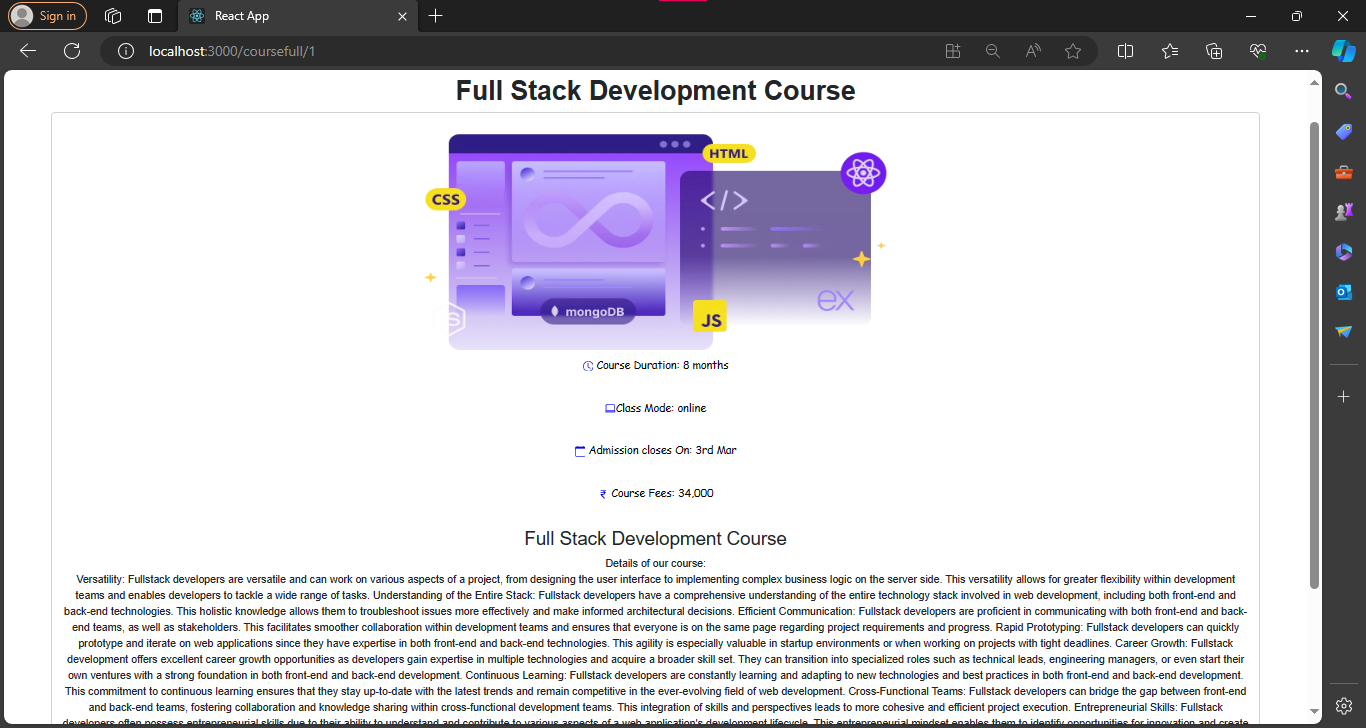 Sign in
React App
localhost:3000/coursefull/1
Full Stack Development Course
HTML
CSS
</>
ex
mongoDB
JS
Course Duration: 8 months
Class Mode: online
Admission closes On: 3rd Mar
₹ Course Fees: 34,000
Full Stack Development Course
Details of our course:
Versatility: Fullstack developers are versatile and can work on various aspects of a project, from designing the user interface to implementing complex business logic on the server side. This versatility allows for greater flexibility within development
teams and enables developers to tackle a wide range of tasks. Understanding of the Entire Stack: Fullstack developers have a comprehensive understanding of the entire technology stack involved in web development, including both front-end and
back-end technologies. This holistic knowledge allows them to troubleshoot issues more effectively and make informed architectural decisions. Efficient Communication: Fullstack developers are proficient in communicating with both front-end and back-
end teams, as well as stakeholders. This facilitates smoother collaboration within development teams and ensures that everyone is on the same page regarding project requirements and progress. Rapid Prototyping: Fullstack developers can quickly
prototype and iterate on web applications since they have expertise in both front-end and back-end technologies. This agility is especially valuable in startup environments or when working on projects with tight deadlines. Career Growth: Fullstack
development offers excellent career growth opportunities as developers gain expertise in multiple technologies and acquire a broader skill set. They can transition into specialized roles such as technical leads, engineering managers, or even start their
own ventures with a strong foundation in both front-end and back-end development. Continuous Learning: Fullstack developers are constantly learning and adapting to new technologies and best practices in both front-end and back-end development.
This commitment to continuous learning ensures that they stay up-to-date with the latest trends and remain competitive in the ever-evolving field of web development. Cross-Functional Teams: Fullstack developers can bridge the gap between front-end
and back-end teams, fostering collaboration and knowledge sharing within cross-functional development teams. This integration of skills and perspectives leads to more cohesive and efficient project execution. Entrepreneurial Skills: Fullstack
developers often possess entrepreneurial skills due to their ability to understand and contribute to various aspects of a web application's development lifecycle. This entrepreneurial mindset enables them to identify opportunities for innovation and create